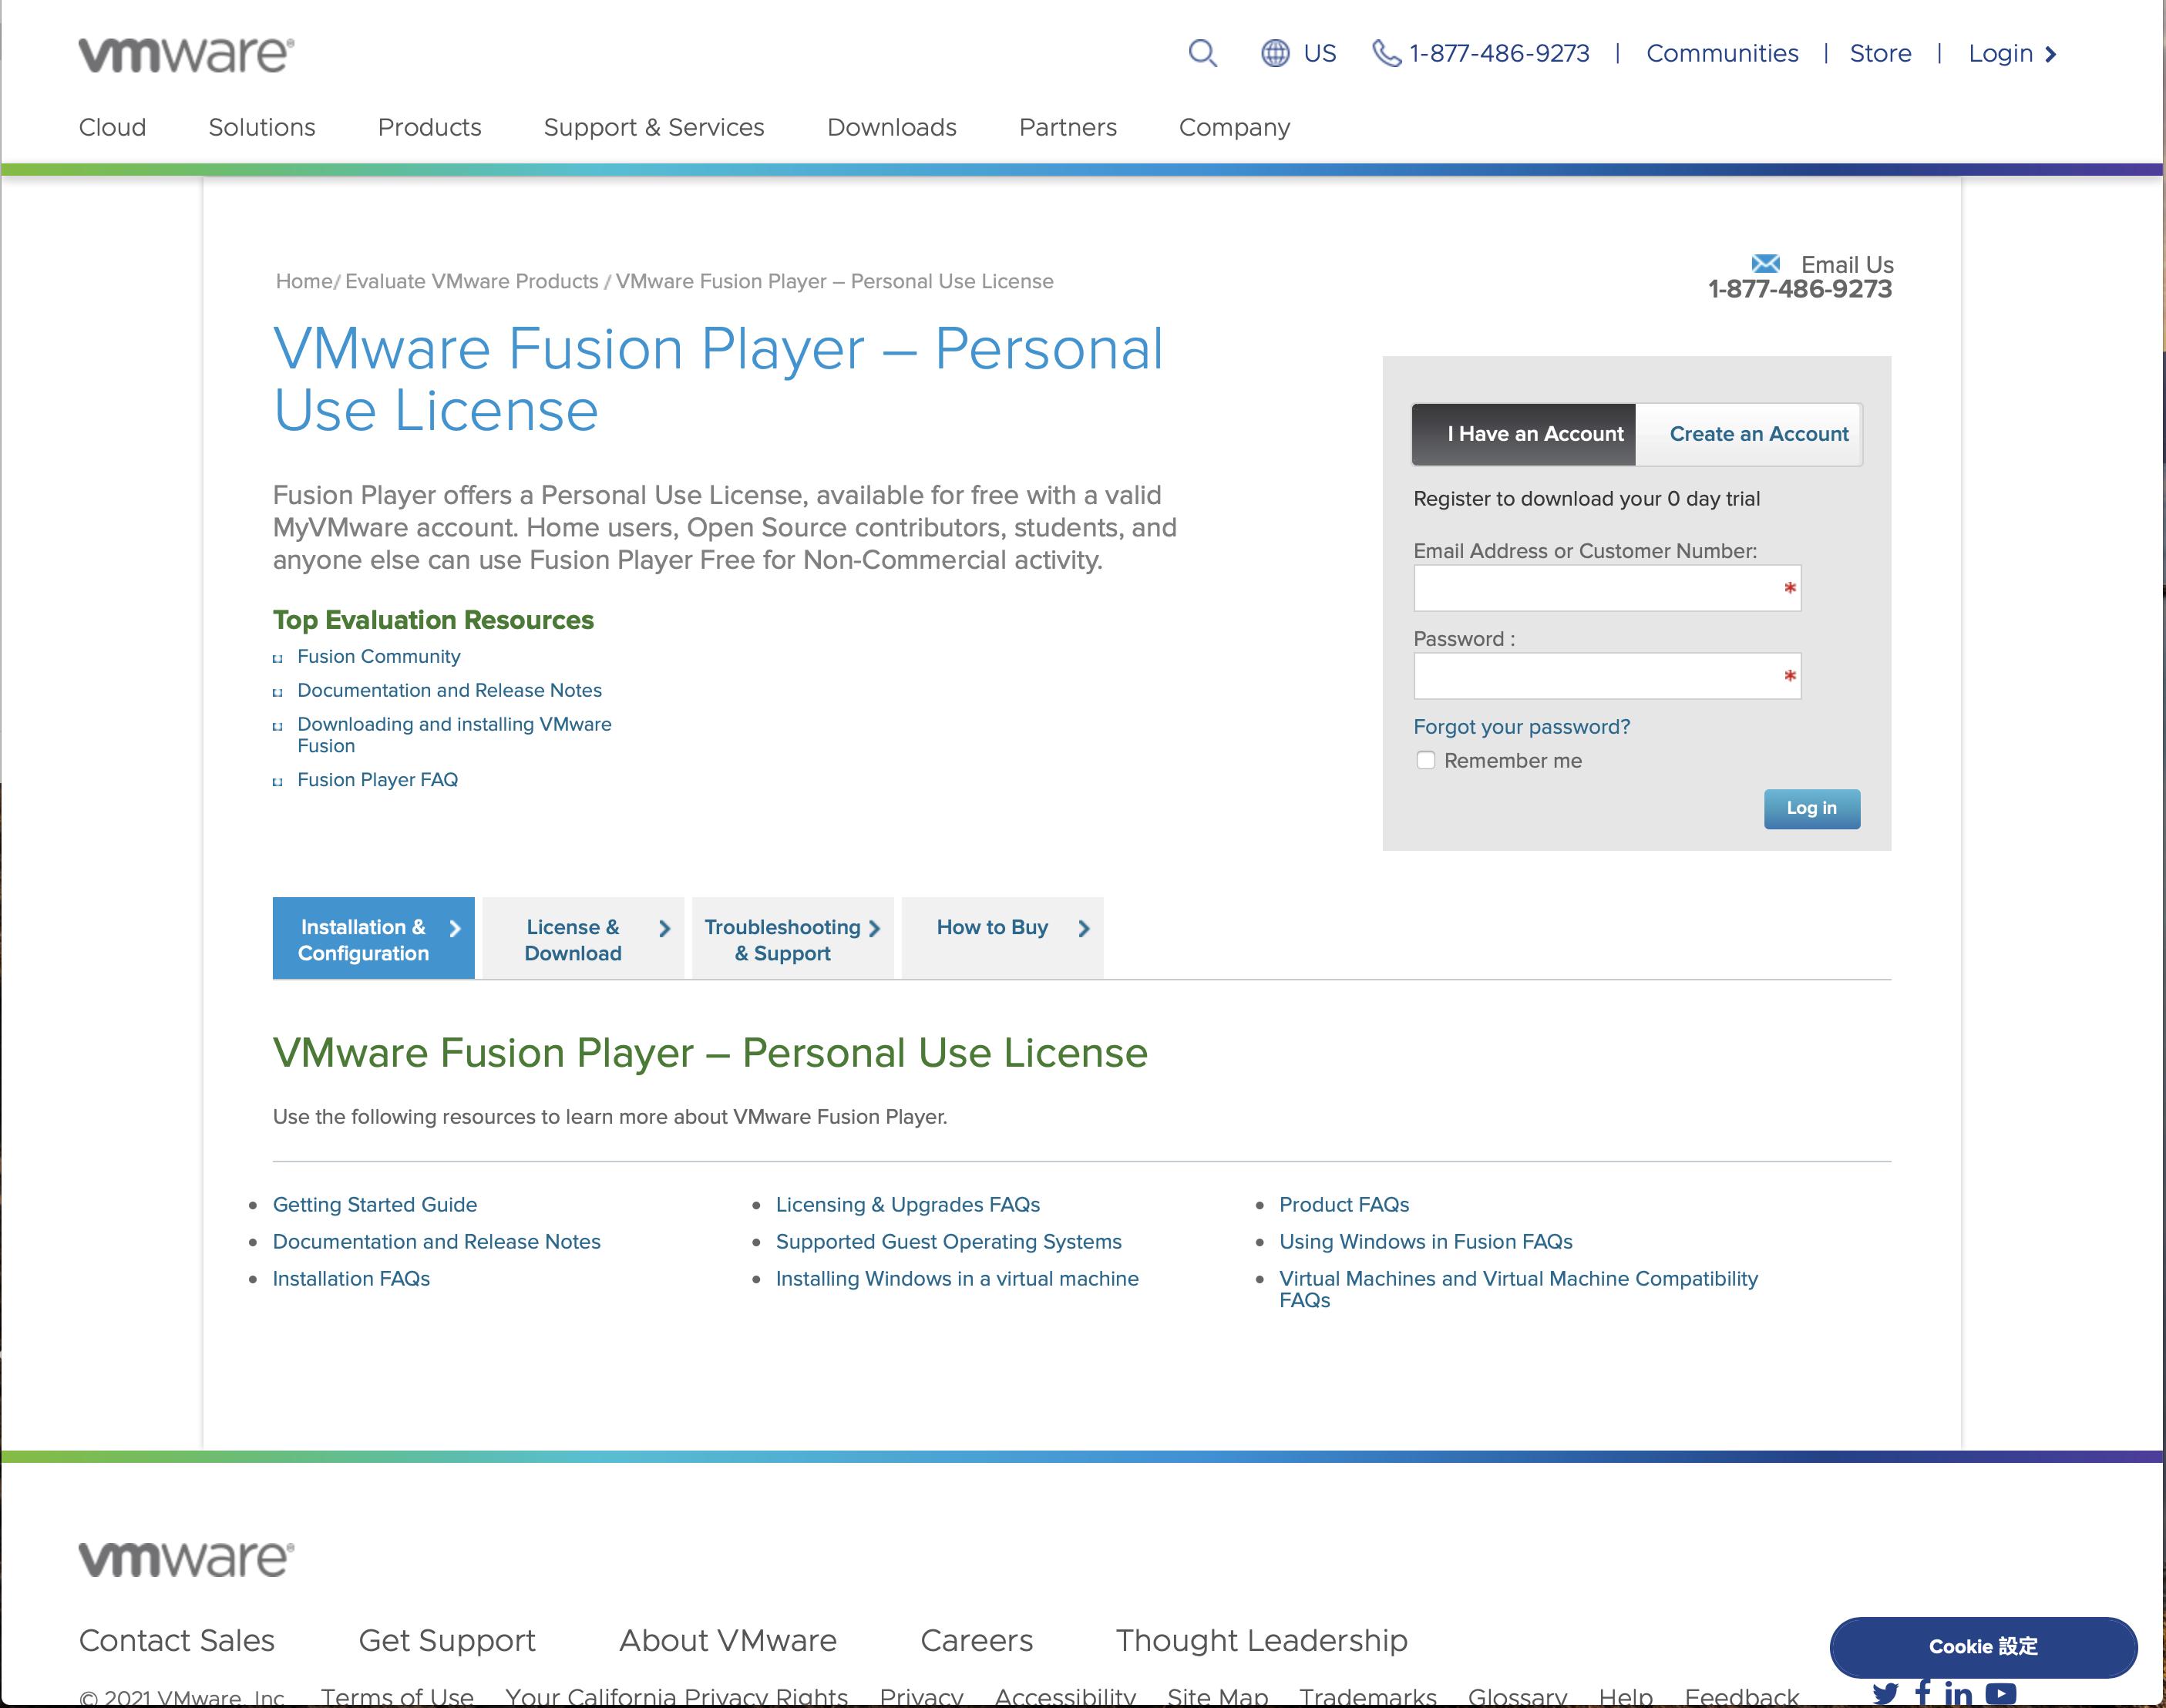 vmware®
US
1-877-486-9273 | Communities | Store | Login
Cloud Solutions Products Support & Services Downloads Partners Company
Home/ Evaluate VMware Products / VMware Fusion Player – Personal Use License
Email Us
1-877-486-9273
VMware Fusion Player – Personal
Use License
Fusion Player offers a Personal Use License, available for free with a valid
MyVMware account. Home users, Open Source contributors, students, and
anyone else can use Fusion Player Free for Non-Commercial activity.
Top Evaluation Resources
Fusion Community
Documentation and Release Notes
Downloading and installing VMware
Fusion
Fusion Player FAQ
I Have an Account Create an Account
Register to download your 0 day trial
Email Address or Customer Number:
*
Password :
*
Forgot your password?
Remember me
Log in
Installation &
Configuration
License &
Download
Troubleshooting
& Support
How to Buy
VMware Fusion Player – Personal Use License
Use the following resources to learn more about VMware Fusion Player.
Getting Started Guide
Documentation and Release Notes
Installation FAQs
Licensing & Upgrades FAQs
Supported Guest Operating Systems
Installing Windows in a virtual machine
Product FAQs
Using Windows in Fusion FAQs
Virtual Machines and Virtual Machine Compatibility
FAQs
vmware®
Contact Sales Get Support About VMware Careers Thought Leadership
Cookie 設定
© 2021 VMware, Inc Terms of Use Your California Privacy Rights Privacy Accessibility Site Map Trademarks Glossary Help Feedback